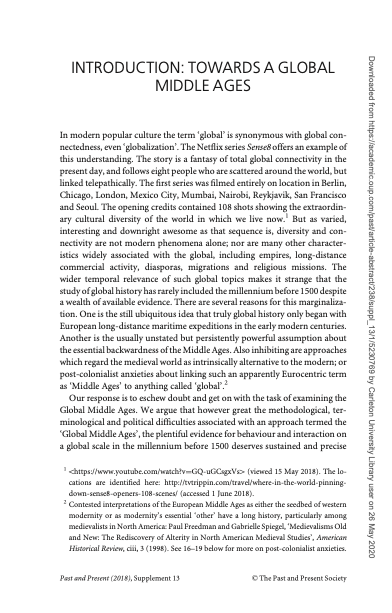 INTRODUCTION: TOWARDS A GLOBAL
MIDDLE AGES
In modern popular culture the term ‘global’ is synonymous with global con-
nectedness, even ‘globalization’. The Netflix series Sense8 offers an example of
this understanding. The story is a fantasy of total global connectivity in the
present day, and follows eight people who are scattered around the world, but
linked telepathically. The first series was filmed entirely on location in Berlin,
Chicago, London, Mexico City, Mumbai, Nairobi, Reykjavik, San Francisco
and Seoul. The opening credits contained 108 shots showing the extraordin-
ary cultural diversity of the world in which we live now.1 But as varied,
interesting and downright awesome as that sequence is, diversity and con-
nectivity are not modern phenomena alone; nor are many other character-
istics widely associated with the global, including empires, long-distance
commercial activity, diasporas, migrations and religious missions. The
wider temporal relevance of such global topics makes it strange that the
study of global history has rarely included the millennium before 1500 despite
a wealth of available evidence. There are several reasons for this marginaliza-
tion. One is the still ubiquitous idea that truly global history only began with
European long-distance maritime expeditions in the early modern centuries.
Another is the usually unstated but persistently powerful assumption about
the essential backwardness of the Middle Ages. Also inhibiting are approaches
which regard the medieval world as intrinsically alternative to the modern; or
post-colonialist anxieties about linking such an apparently Eurocentric term
as ‘Middle Ages’ to anything called ‘global’.2
Our response is to eschew doubt and get on with the task of examining the
Global Middle Ages. We argue that however great the methodological, ter-
minological and political difficulties associated with an approach termed the
‘Global Middle Ages’, the plentiful evidence for behaviour and interaction on
a global scale in the millennium before 1500 deserves sustained and precise
1 <https://www.youtube.com/watch?v=GQ-uGCsgxVs> (viewed 15 May 2018). The lo-
cations are identified here: http://tvtrippin.com/travel/where-in-the-world-pinning-
down-sense8-openers-108-scenes/ (accessed 1 June 2018).
2 Contested interpretations of the European Middle Ages as either the seedbed of western
modernity or as modernity’s essential ‘other’ have a long history, particularly among
medievalists in North America: Paul Freedman and Gabrielle Spiegel, ‘Medievalisms Old
and New: The Rediscovery of Alterity in North American Medieval Studies’, American
Historical Review, ciii, 3 (1998). See 16–19 below for more on post-colonialist anxieties.
Past and Present (2018), Supplement 13 © The Past and Present Society
Downloaded from https://academic.oup.com/past/article-abstract/238/suppl_13/1/5230769 by Carleton University Library user on 26 May 2020